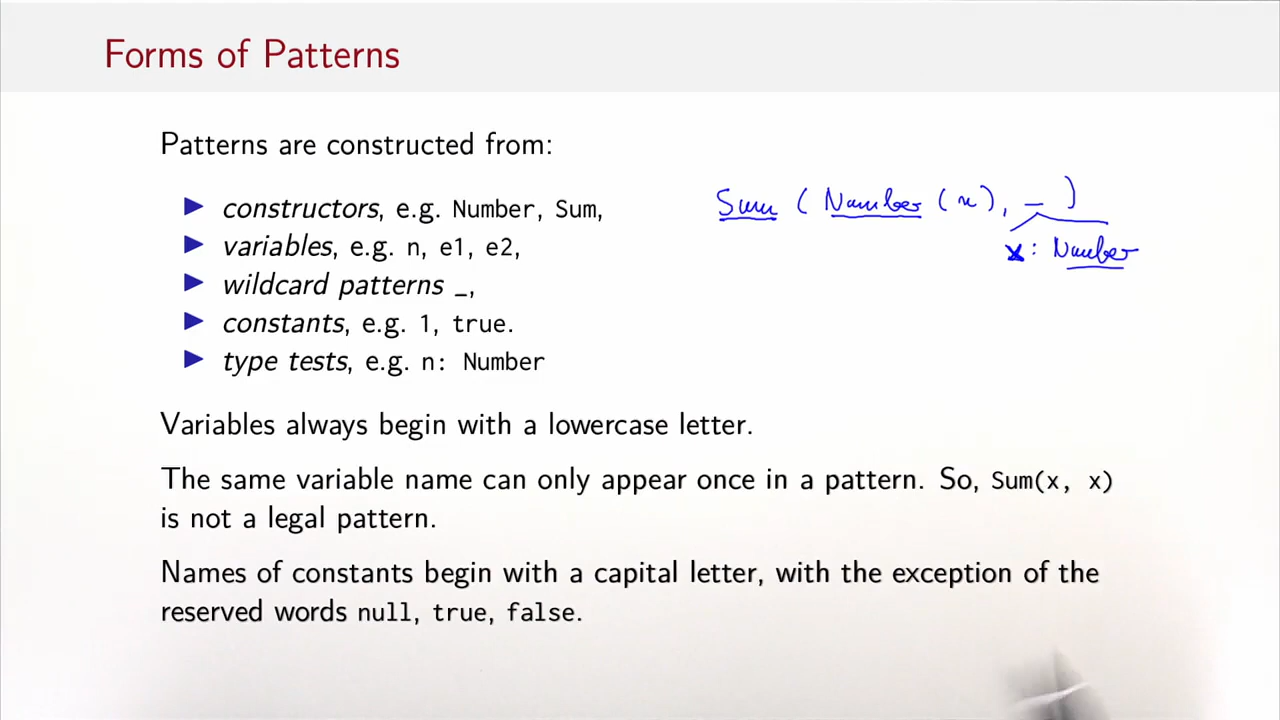 Forms of Patterns
Patterns are constructed from:
▶ constructors, e.g. Number, Sum,
▶ variables, e.g. n, e1, e2,
▶ wildcard patterns _,
▶ constants, e.g. 1, true.
▶ type tests, e.g. n: Number
Sum ( Number (x), _ )
x : Number
Variables always begin with a lowercase letter.
The same variable name can only appear once in a pattern. So, Sum(x, x)
is not a legal pattern.
Names of constants begin with a capital letter, with the exception of the
reserved words null, true, false.